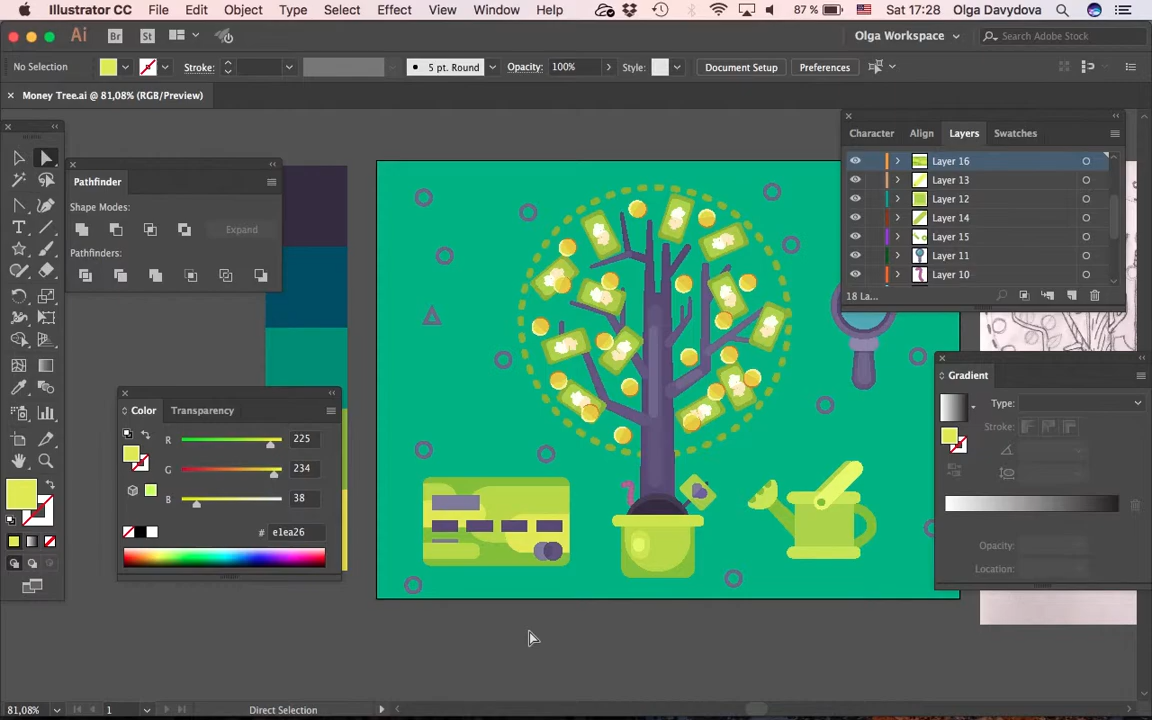 Illustrator CC File Edit Object Type Select Effect View Window Help 87 % Sat 17:28 Olga Davydova
Ai Br St Olga Workspace Search Adobe Stock
No Selection Stroke: 5 pt. Round Opacity: 100% Style: Document Setup Preferences
× Money Tree.ai @ 81,08% (RGB/Preview)
Character Align Layers Swatches
Layer 16
Layer 13
Layer 12
Layer 14
Layer 15
Layer 11
Layer 10
18 La...
Pathfinder
Shape Modes:
Expand
Pathfinders:
Gradient
Type:
Stroke:
Opacity:
Location:
Color Transparency
R 225
G 234
B 38
# e1ea26
81,08% 1 Direct Selection